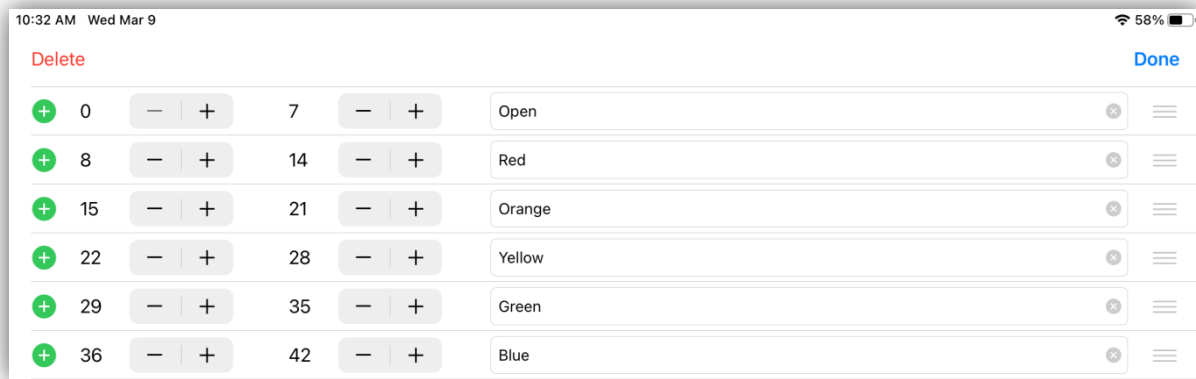 10:32 AM Wed Mar 9 58%
Delete Done
0 7 Open
8 14 Red
15 21 Orange
22 28 Yellow
29 35 Green
36 42 Blue